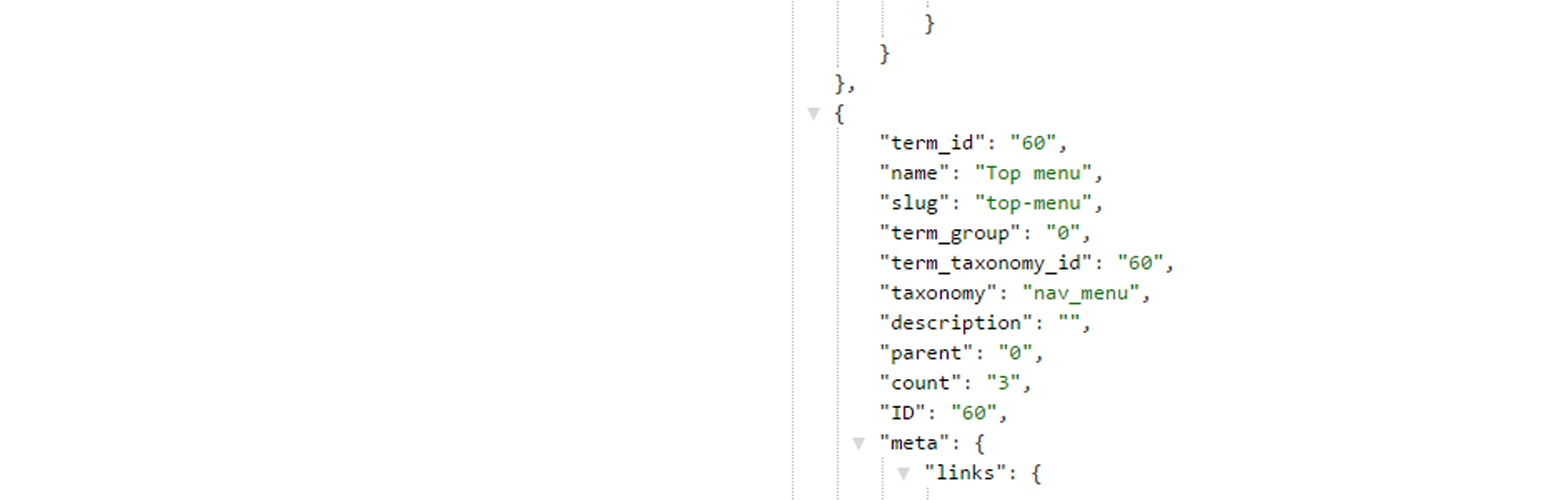 }
}
},
{
"term_id": "60",
"name": "Top menu",
"slug": "top-menu",
"term_group": "0",
"term_taxonomy_id": "60",
"taxonomy": "nav_menu",
"description": "",
"parent": "0",
"count": "3",
"ID": "60",
"meta": {
"links": {